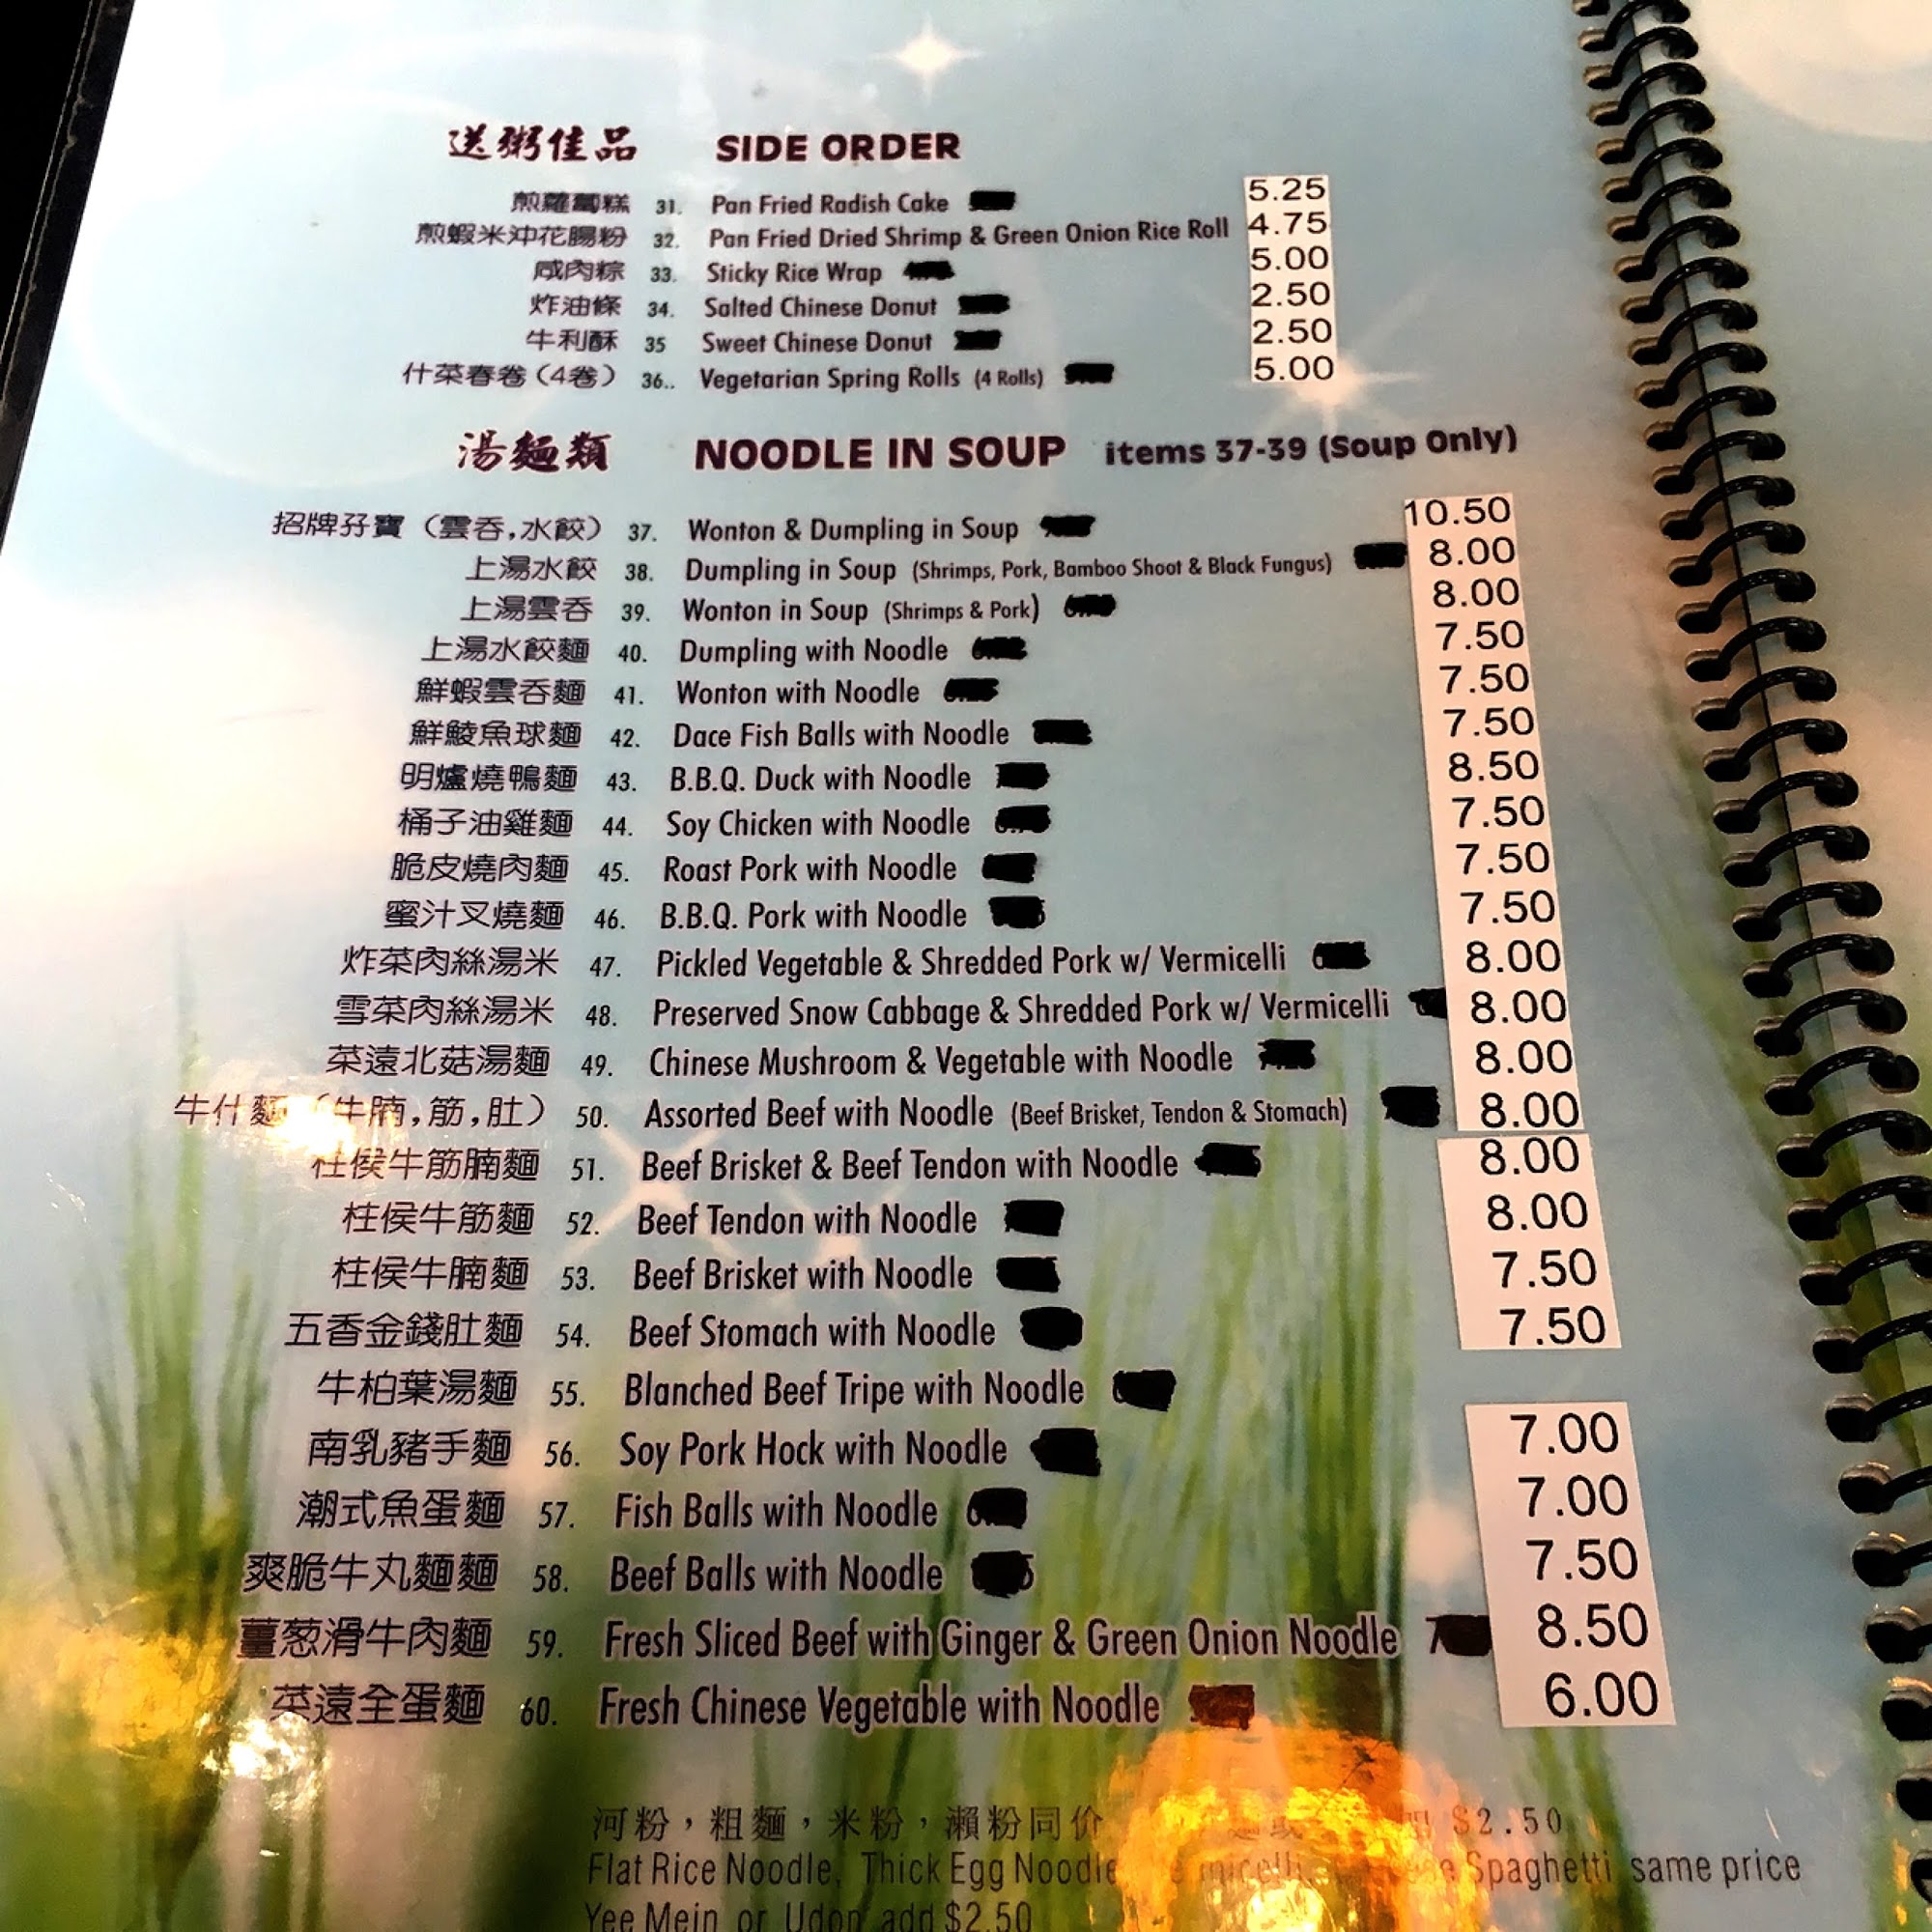 送粥佳品 SIDE ORDER
煎蘿蔔糕 31. Pan Fried Radish Cake 5.25
煎蝦米沖花腸粉 32. Pan Fried Dried Shrimp & Green Onion Rice Roll 4.75
咸肉粽 33. Sticky Rice Wrap 5.00
炸油條 34. Salted Chinese Donut 2.50
牛利酥 35 Sweet Chinese Donut 2.50
什菜春卷（4卷） 36.. Vegetarian Spring Rolls (4 Rolls) 5.00
湯麵類 NOODLE IN SOUP items 37-39 (Soup Only)
招牌孖寶（雲吞,水餃） 37. Wonton & Dumpling in Soup 10.50
上湯水餃 38. Dumpling in Soup (Shrimps, Pork, Bamboo Shoot & Black Fungus) 8.00
上湯雲吞 39. Wonton in Soup (Shrimps & Pork) 8.00
上湯水餃麵 40. Dumpling with Noodle 7.50
鮮蝦雲吞麵 41. Wonton with Noodle 7.50
鮮鯪魚球麵 42. Dace Fish Balls with Noodle 7.50
明爐燒鴨麵 43. B.B.Q. Duck with Noodle 8.50
桶子油雞麵 44. Soy Chicken with Noodle 7.50
脆皮燒肉麵 45. Roast Pork with Noodle 7.50
蜜汁叉燒麵 46. B.B.Q. Pork with Noodle 7.50
炸菜肉絲湯米 47. Pickled Vegetable & Shredded Pork w/ Vermicelli 8.00
雪菜肉絲湯米 48. Preserved Snow Cabbage & Shredded Pork w/ Vermicelli 8.00
菜遠北菇湯麵 49. Chinese Mushroom & Vegetable with Noodle 8.00
牛什麵（牛腩,筋,肚） 50. Assorted Beef with Noodle (Beef Brisket, Tendon & Stomach) 8.00
柱侯牛筋腩麵 51. Beef Brisket & Beef Tendon with Noodle 8.00
柱侯牛筋麵 52. Beef Tendon with Noodle 8.00
柱侯牛腩麵 53. Beef Brisket with Noodle 7.50
五香金錢肚麵 54. Beef Stomach with Noodle 7.50
牛柏葉湯麵 55. Blanched Beef Tripe with Noodle
南乳豬手麵 56. Soy Pork Hock with Noodle 7.00
潮式魚蛋麵 57. Fish Balls with Noodle 7.00
爽脆牛丸麵麵 58. Beef Balls with Noodle 7.50
薑葱滑牛肉麵 59. Fresh Sliced Beef with Ginger & Green Onion Noodle 8.50
菜遠全蛋麵 60. Fresh Chinese Vegetable with Noodle 6.00
河粉，粗麵，米粉，瀨粉同价 $2.50
Flat Rice Noodle, Thick Egg Noodle Spaghetti same price
Yee Mein or Udon add $2.50